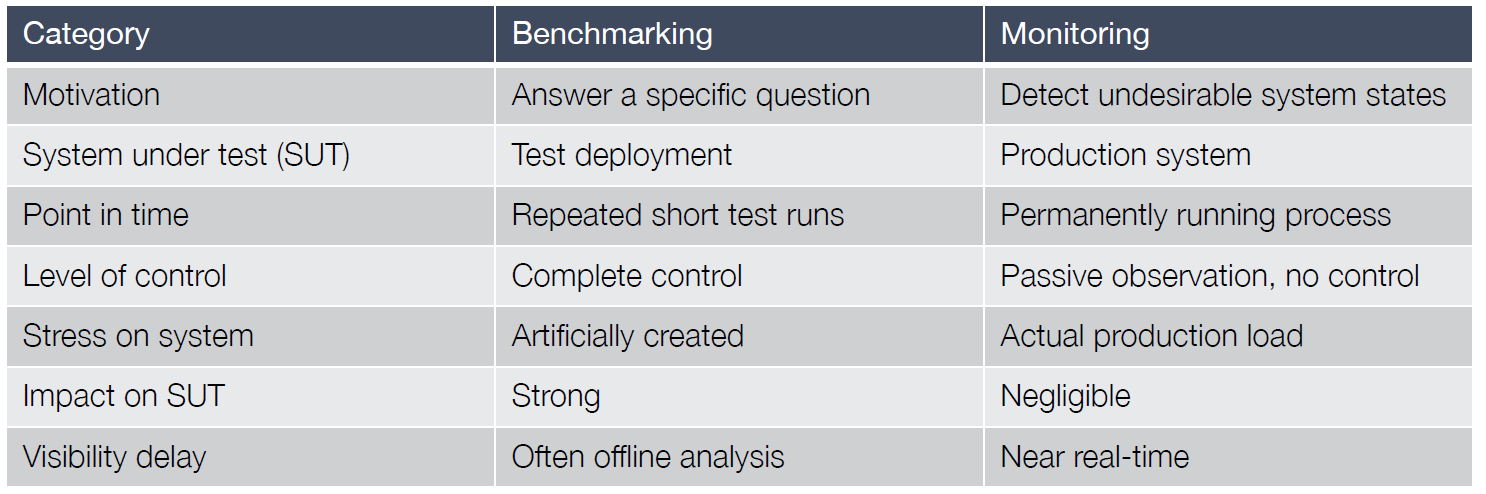 Category Benchmarking Monitoring
Motivation Answer a specific question Detect undesirable system states
System under test (SUT) Test deployment Production system
Point in time Repeated short test runs Permanently running process
Level of control Complete control Passive observation, no control
Stress on system Artificially created Actual production load
Impact on SUT Strong Negligible
Visibility delay Often offline analysis Near real-time